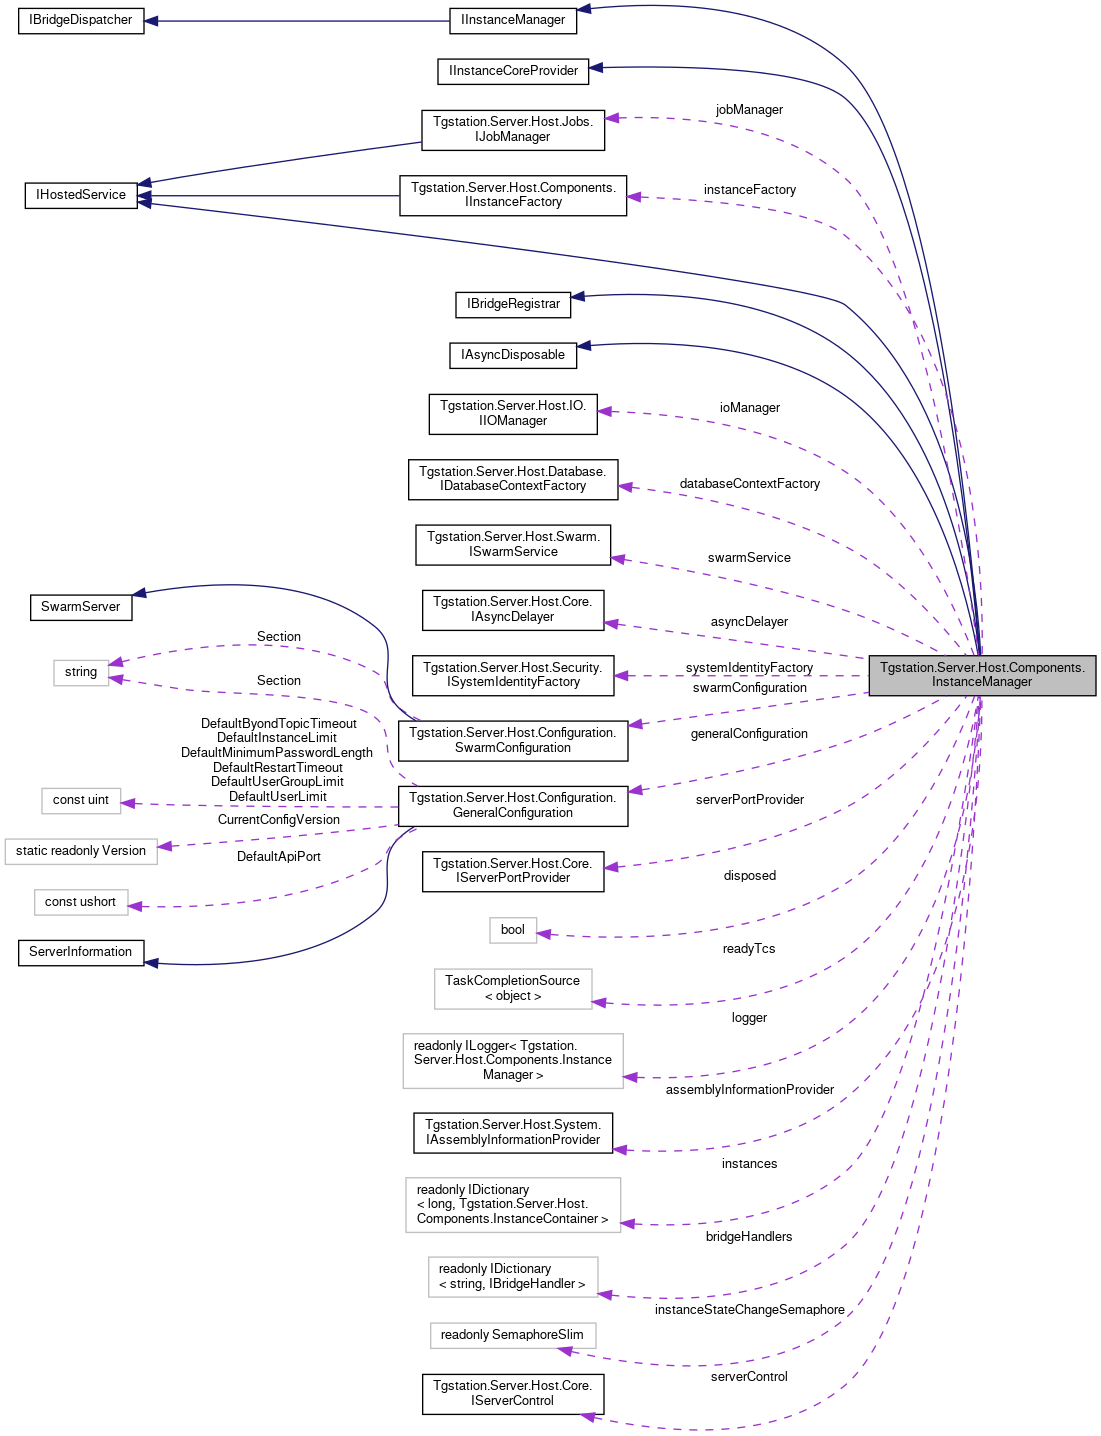 IBridgeDispatcher
IInstanceManager
IInstanceCoreProvider
Tgstation.Server.Host.Jobs.
IJobManager
jobManager
IHostedService
Tgstation.Server.Host.Components.
IInstanceFactory
instanceFactory
IBridgeRegistrar
IAsyncDisposable
Tgstation.Server.Host.IO.
IIOManager
ioManager
Tgstation.Server.Host.Database.
IDatabaseContextFactory
databaseContextFactory
Tgstation.Server.Host.Swarm.
ISwarmService
swarmService
SwarmServer
Tgstation.Server.Host.Core.
IAsyncDelayer
asyncDelayer
string
Section
Section
Tgstation.Server.Host.Security.
ISystemIdentityFactory
systemIdentityFactory
Tgstation.Server.Host.Components.
InstanceManager
swarmConfiguration
Tgstation.Server.Host.Configuration.
SwarmConfiguration
generalConfiguration
DefaultByondTopicTimeout
DefaultInstanceLimit
DefaultMinimumPasswordLength
DefaultRestartTimeout
DefaultUserGroupLimit
DefaultUserLimit
const uint
Tgstation.Server.Host.Configuration.
GeneralConfiguration
serverPortProvider
CurrentConfigVersion
static readonly Version
DefaultApiPort
const ushort
Tgstation.Server.Host.Core.
IServerPortProvider
disposed
bool
ServerInformation
readyTcs
TaskCompletionSource
< object >
logger
readonly ILogger< Tgstation.
Server.Host.Components.Instance
Manager >
assemblyInformationProvider
Tgstation.Server.Host.System.
IAssemblyInformationProvider
instances
readonly IDictionary
< long, Tgstation.Server.Host.
Components.InstanceContainer >
bridgeHandlers
readonly IDictionary
< string, IBridgeHandler >
instanceStateChangeSemaphore
readonly SemaphoreSlim
serverControl
Tgstation.Server.Host.Core.
IServerControl